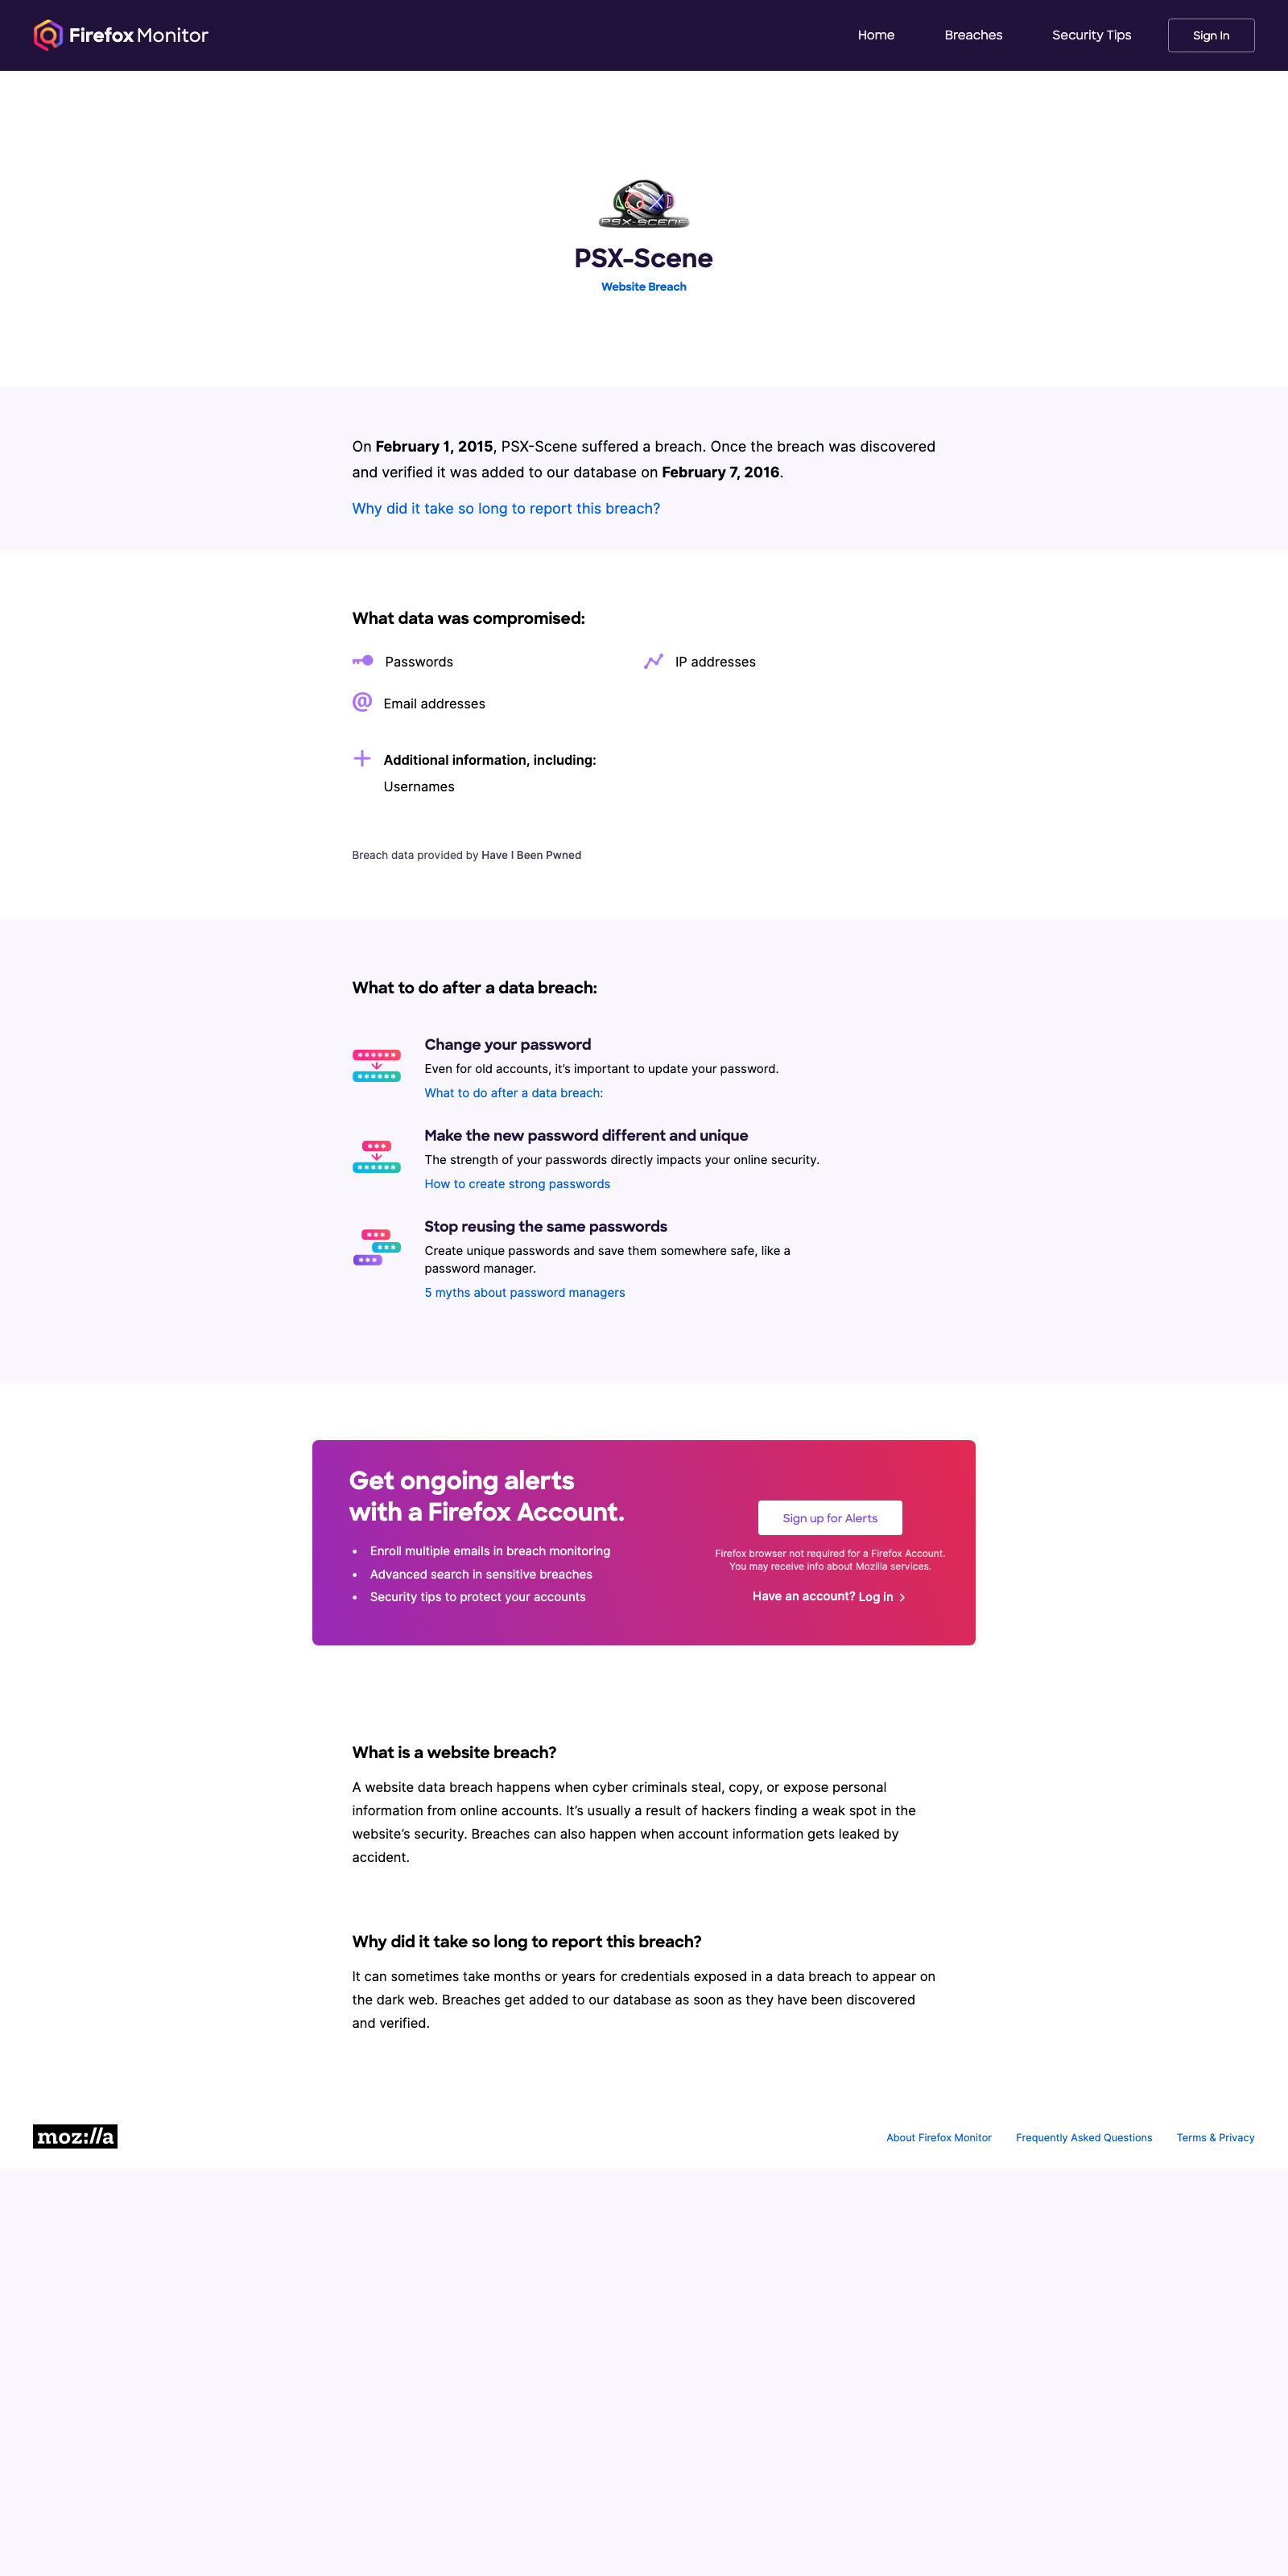 Firefox Monitor
Home
Breaches
Security Tips
Sign In
PSX-SCENE
PSX-Scene
Website Breach
On February 1, 2015, PSX-Scene suffered a breach. Once the breach was discovered
and verified it was added to our database on February 7, 2016.
Why did it take so long to report this breach?
What data was compromised:
Passwords
IP addresses
Email addresses
Additional information, including:
Usernames
Breach data provided by Have I Been Pwned
What to do after a data breach:
Change your password
Even for old accounts, it’s important to update your password.
What to do after a data breach:
Make the new password different and unique
The strength of your passwords directly impacts your online security.
How to create strong passwords
Stop reusing the same passwords
Create unique passwords and save them somewhere safe, like a
password manager.
5 myths about password managers
Get ongoing alerts
with a Firefox Account.
• Enroll multiple emails in breach monitoring
• Advanced search in sensitive breaches
• Security tips to protect your accounts
Sign up for Alerts
Firefox browser not required for a Firefox Account.
You may receive info about Mozilla services.
Have an account? Log in
What is a website breach?
A website data breach happens when cyber criminals steal, copy, or expose personal
information from online accounts. It’s usually a result of hackers finding a weak spot in the
website’s security. Breaches can also happen when account information gets leaked by
accident.
Why did it take so long to report this breach?
It can sometimes take months or years for credentials exposed in a data breach to appear on
the dark web. Breaches get added to our database as soon as they have been discovered
and verified.
moz://a
About Firefox Monitor
Frequently Asked Questions
Terms & Privacy